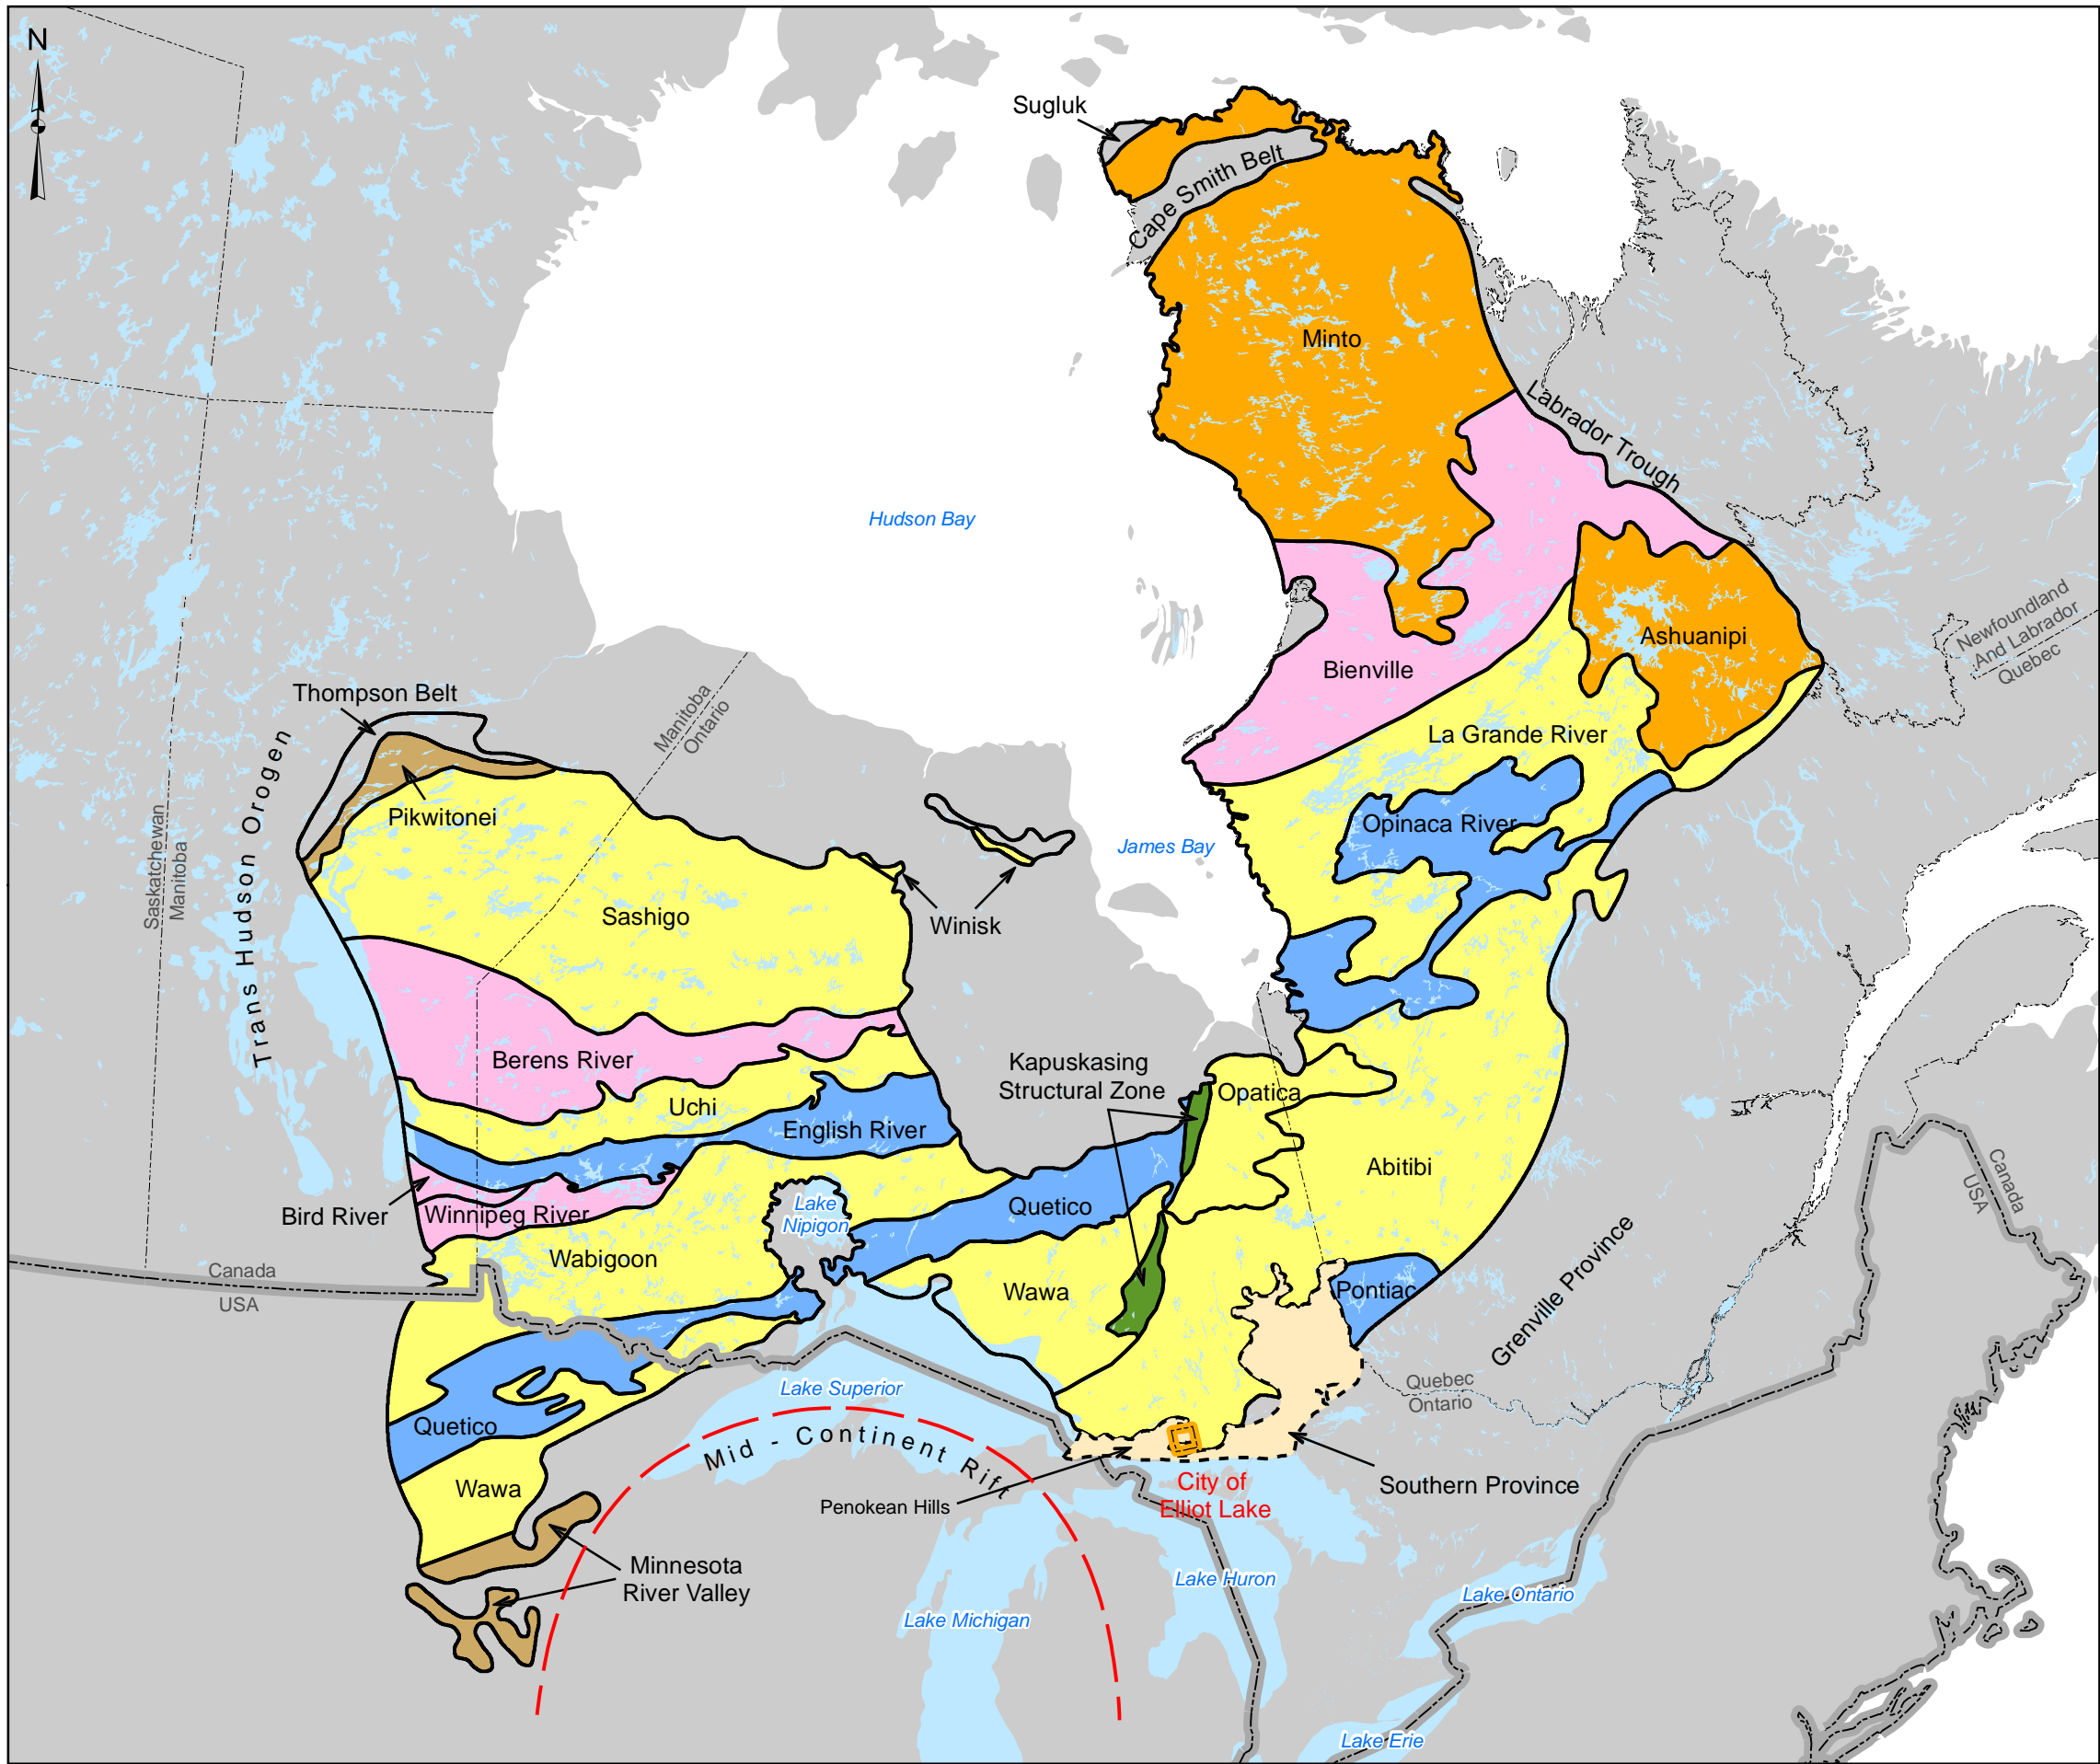 N
Sugluk
Cape Smith Belt
Minto
Labrador Trough
Hudson Bay
Newfoundland
And Labrador
Quebec
Ashuanipi
Bienville
Thompson Belt
Manitoba
Ontario
La Grande River
Trans Hudson Orogen
Pikwitonei
Opinaca River
James Bay
Saskatchewan
Manitoba
Sashigo
Winisk
Berens River
Kapuskasing
Structural Zone
Opatica
Uchi
English River
Abitibi
Canada
USA
Bird River
Winnipeg River
Lake
Nipigon
Quetico
Wabigoon
Canada
USA
Wawa
Pontiac
Grenville Province
Lake Superior
Quebec
Ontario
Quetico
Mid - Continent Rift
Wawa
Penokean Hills
City of
Elliot Lake
Southern Province
Minnesota
River Valley
Lake Huron
Lake Ontario
Lake Michigan
Lake Erie